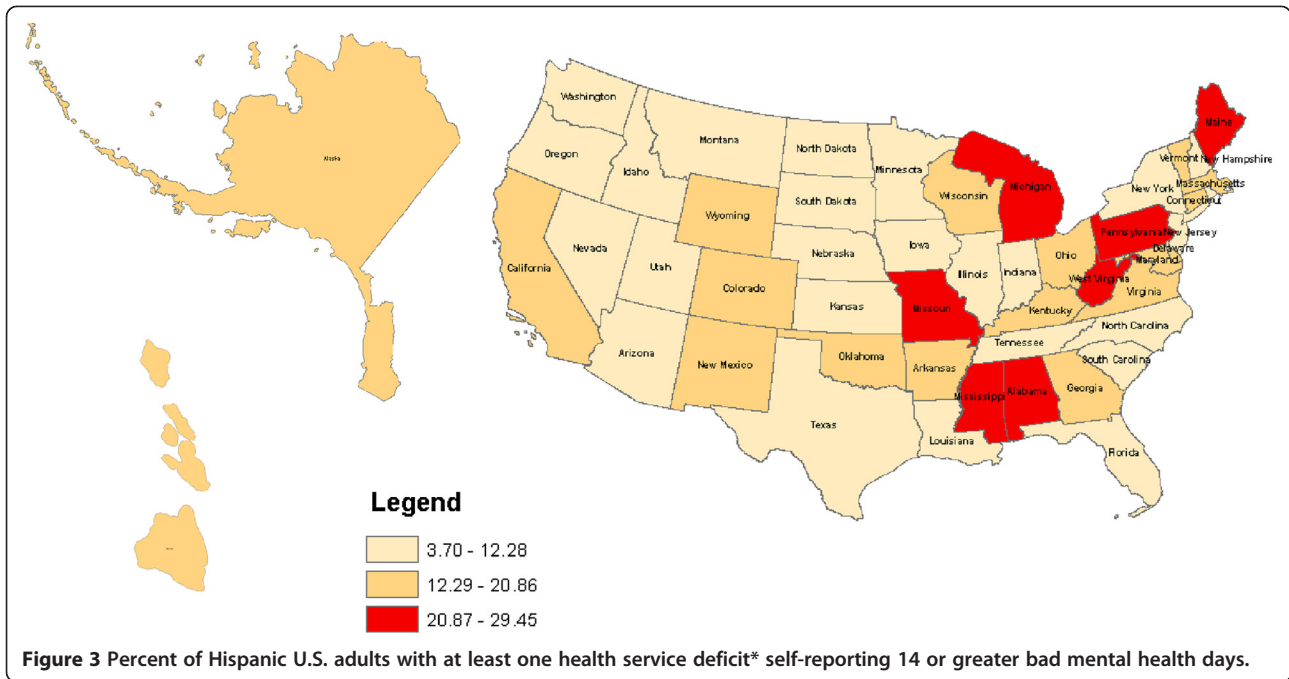 Alaska
Washington
Montana
North Dakota
Minnesota
Maine
Oregon
Idaho
South Dakota
Wisconsin
Michigan
Vermont
New Hampshire
New York
Massachusetts
Connecticut
Wyoming
Nebraska
Iowa
Pennsylvania
New Jersey
Nevada
Utah
Colorado
Illinois
Indiana
Ohio
Delaware
Maryland
California
Kansas
Missouri
West Virginia
Virginia
Kentucky
Arizona
New Mexico
Oklahoma
Arkansas
Tennessee
North Carolina
South Carolina
Texas
Louisiana
Mississippi
Alabama
Georgia
Florida
Legend
3.70 - 12.28
12.29 - 20.86
20.87 - 29.45
Figure 3 Percent of Hispanic U.S. adults with at least one health service deficit* self-reporting 14 or greater bad mental health days.